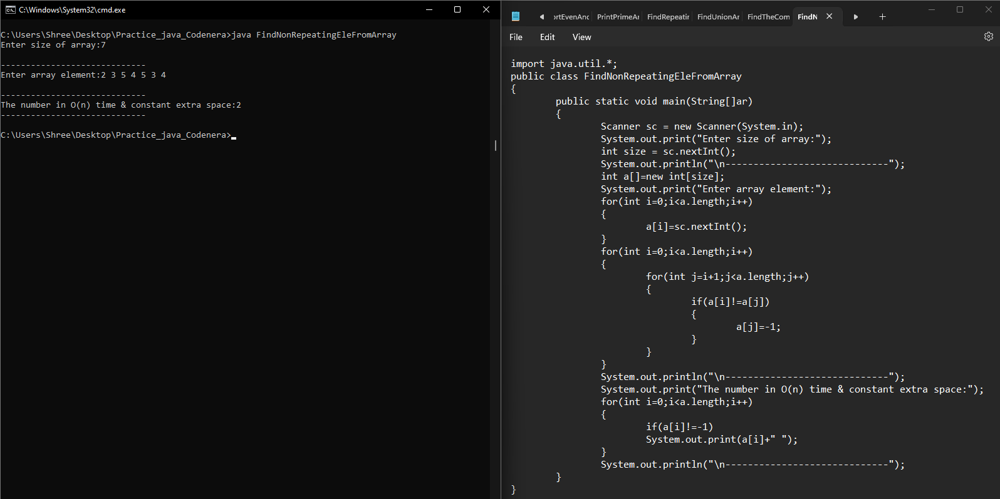 C:\Windows\System32\cmd.exe
C:\Users\Shree\Desktop\Practice_java_Codenera>java FindNonRepeatingEleFromArray
Enter size of array:7
-----------------------------
Enter array element:2 3 5 4 5 3 4
-----------------------------
The number in O(n) time & constant extra space:2
-----------------------------
C:\Users\Shree\Desktop\Practice_java_Codenera>
ortEvenAnc PrintPrimeAr FindRepeatir FindUnionAr FindTheCom FindN
File Edit View
import java.util.*;
public class FindNonRepeatingEleFromArray
{
public static void main(String[]ar)
{
Scanner sc = new Scanner(System.in);
System.out.print("Enter size of array:");
int size = sc.nextInt();
System.out.println("\n-----------------------------");
int a[]=new int[size];
System.out.print("Enter array element:");
for(int i=0;i<a.length;i++)
{
a[i]=sc.nextInt();
}
for(int i=0;i<a.length;i++)
{
for(int j=i+1;j<a.length;j++)
{
if(a[i]!=a[j])
{
a[j]=-1;
}
}
}
System.out.println("\n-----------------------------");
System.out.print("The number in O(n) time & constant extra space:");
for(int i=0;i<a.length;i++)
{
if(a[i]!=-1)
System.out.print(a[i]+" ");
}
System.out.println("\n-----------------------------");
}
}